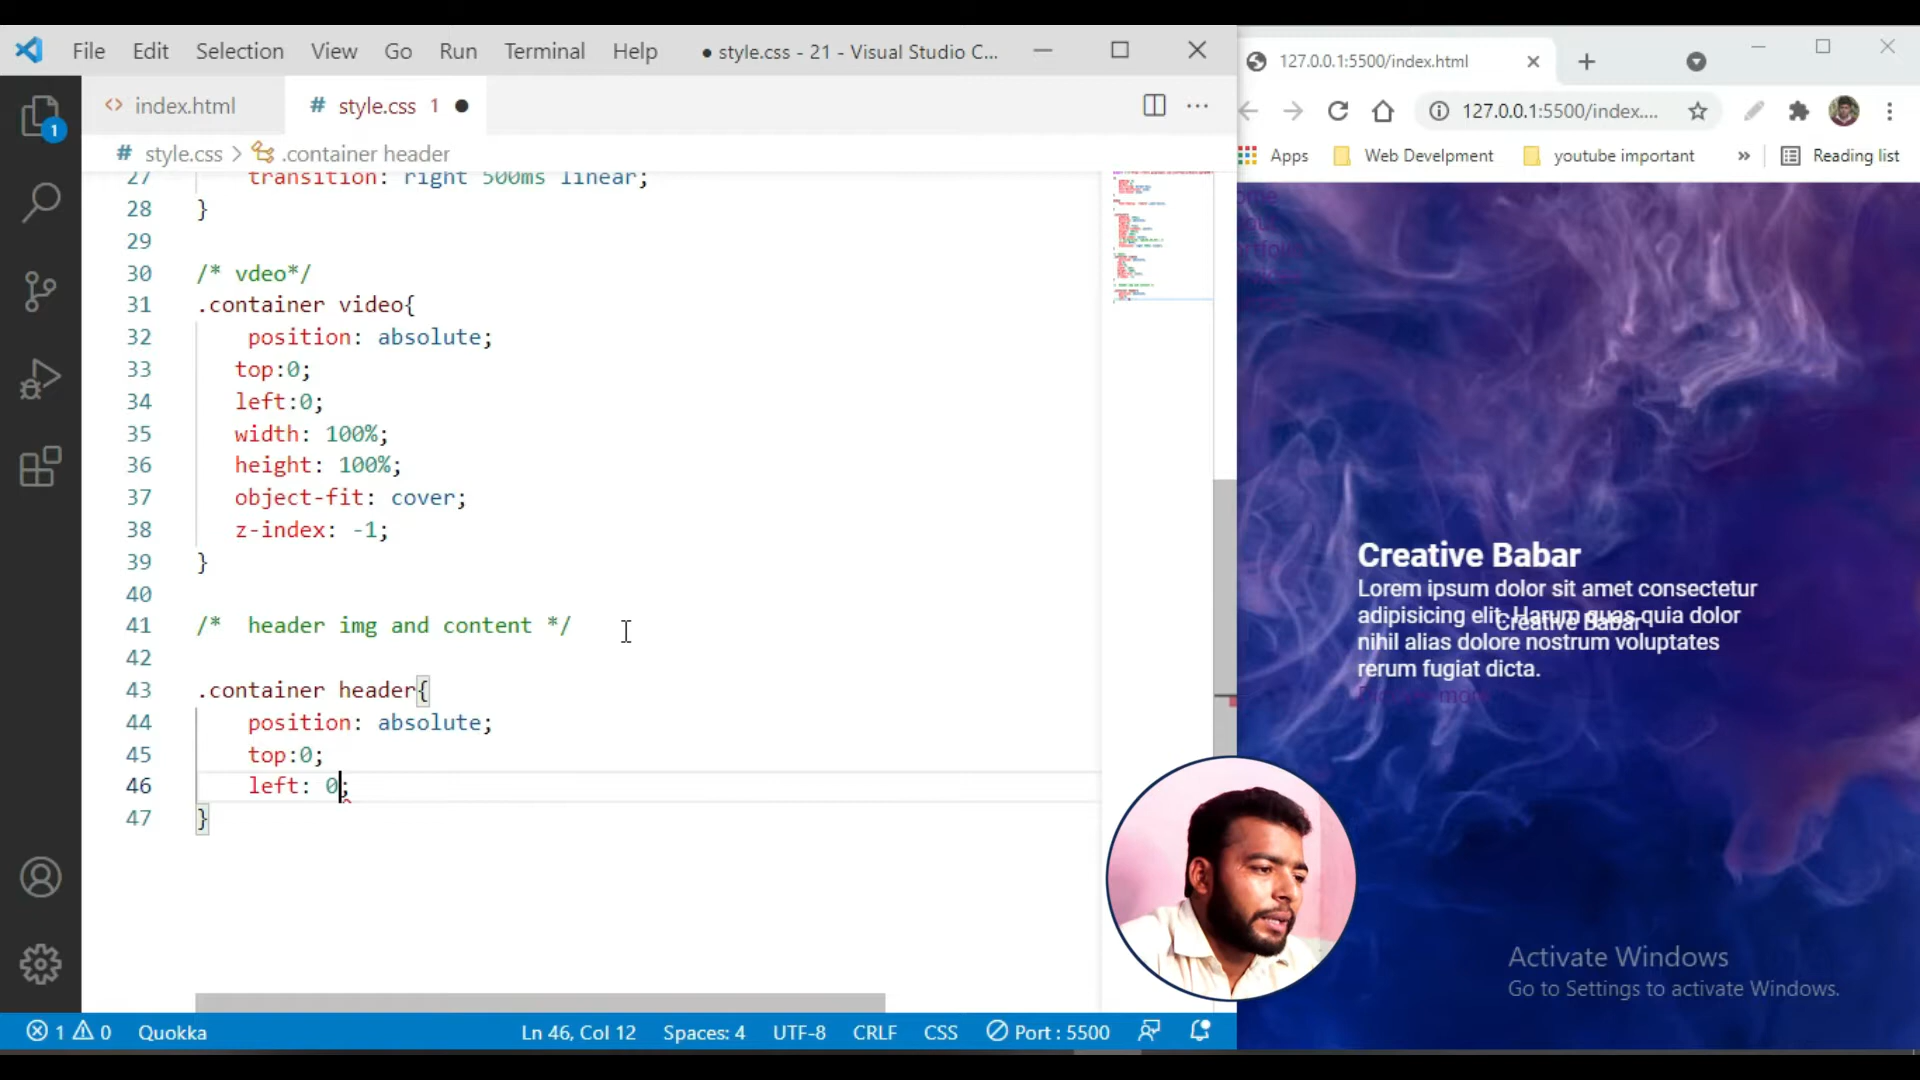 File Edit Selection View Go Run Terminal Help ● style.css - 21 - Visual Studio C...
index.html # style.css 1 ●
# style.css > .container header
27 transition: right 500ms linear;
28 }
29
30 /* vdeo*/
31 .container video{
32 position: absolute;
33 top:0;
34 left:0;
35 width: 100%;
36 height: 100%;
37 object-fit: cover;
38 z-index: -1;
39 }
40
41 /*  header img and content */
42
43 .container header{
44 position: absolute;
45 top:0;
46 left: 0;
47 }
1
1 0 Quokka Ln 46, Col 12 Spaces: 4 UTF-8 CRLF CSS Port : 5500
127.0.0.1:5500/index.html
127.0.0.1:5500/index....
Apps Web Develpment youtube important » Reading list
Creative Babar
Lorem ipsum dolor sit amet consectetur
adipisicing elit. Harum quas quia dolor
Creative Babar
nihil alias dolore nostrum voluptates
rerum fugiat dicta.
Activate Windows
Go to Settings to activate Windows.